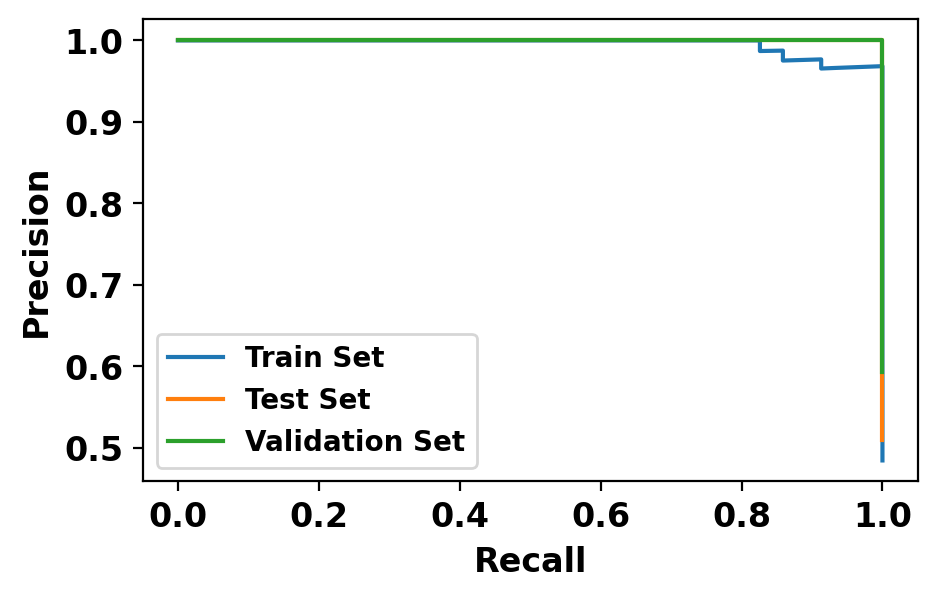 1.0
0.9
0.8
0.7
0.6
0.5
Precision
Train Set
Test Set
Validation Set
0.0 0.2 0.4 0.6 0.8 1.0
Recall